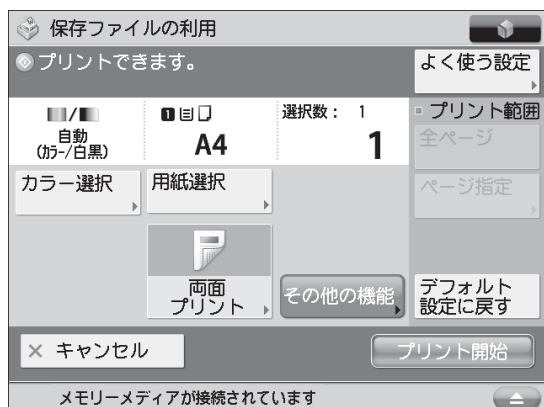 保存ファイルの利用
プリントできます。
よく使う設定
自動
(カラー/白黒)
1
A4
選択数： 1
1
プリント範囲
全ページ
ページ指定
カラー選択
用紙選択
両面
プリント
その他の機能
デフォルト
設定に戻す
× キャンセル
プリント開始
メモリーメディアが接続されています